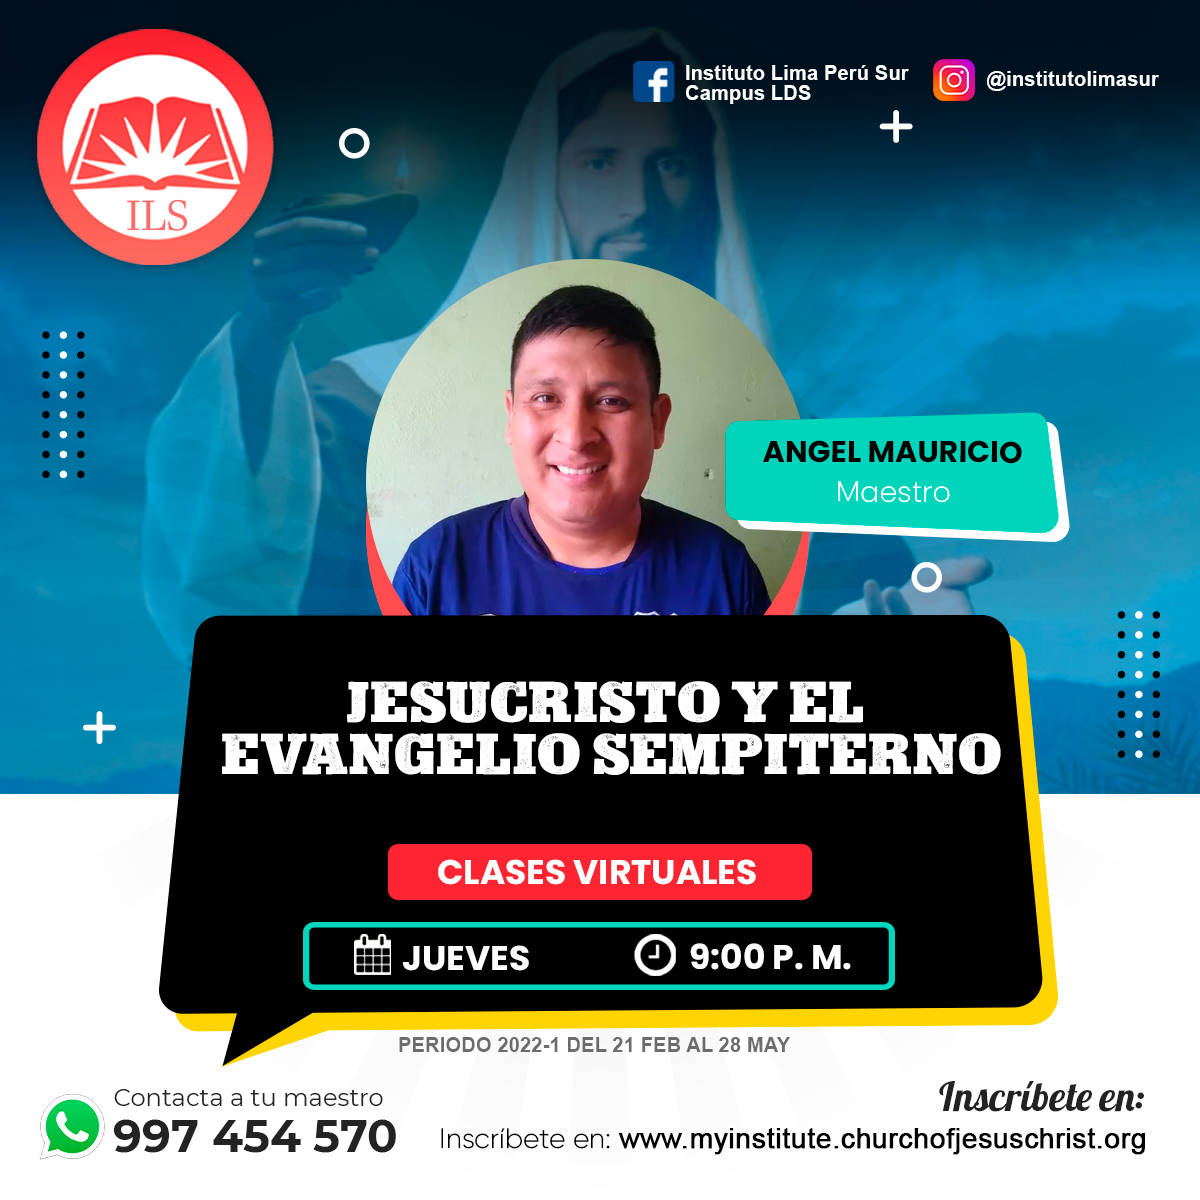 ILS
Instituto Lima Perú Sur
Campus LDS
@institutolimasur
ANGEL MAURICIO
Maestro
JESUCRISTO Y EL
EVANGELIO SEMPITERNO
CLASES VIRTUALES
JUEVES
9:00 P. M.
PERIODO 2022-1 DEL 21 FEB AL 28 MAY
Contacta a tu maestro
997 454 570
Inscríbete en:
Inscríbete en: www.myinstitute.churchofjesuschrist.org